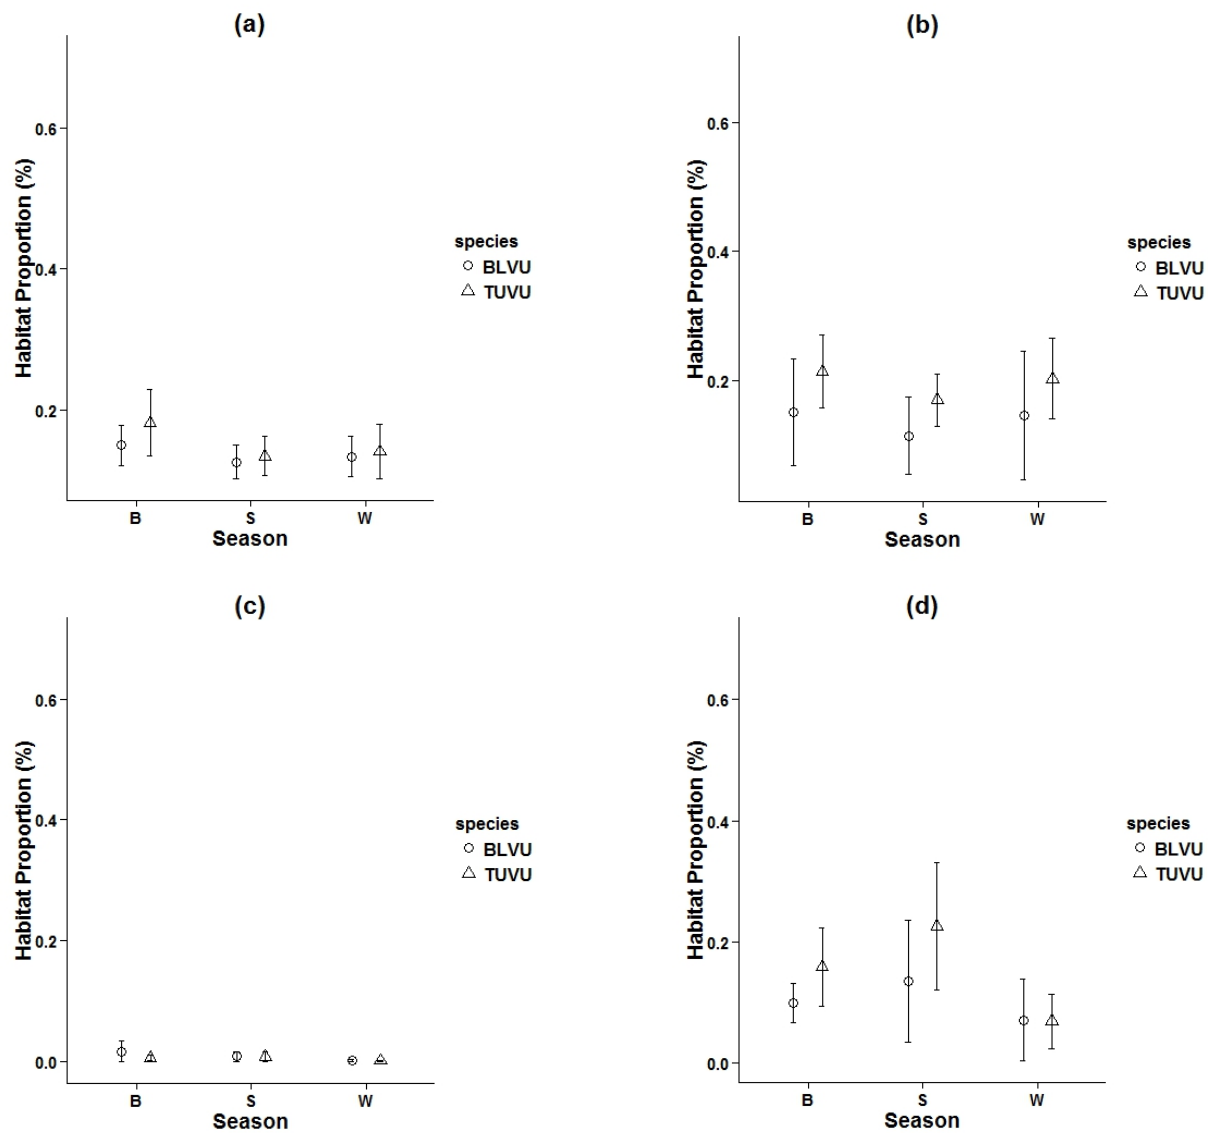 (a)
Habitat Proportion (%)
0.6
0.4
0.2
B S W
Season
species
BLVU
TUVU
(b)
Habitat Proportion (%)
0.6
0.4
0.2
B S W
Season
species
BLVU
TUVU
(c)
Habitat Proportion (%)
0.6
0.4
0.2
0.0
B S W
Season
species
BLVU
TUVU
(d)
Habitat Proportion (%)
0.6
0.4
0.2
0.0
B S W
Season
species
BLVU
TUVU